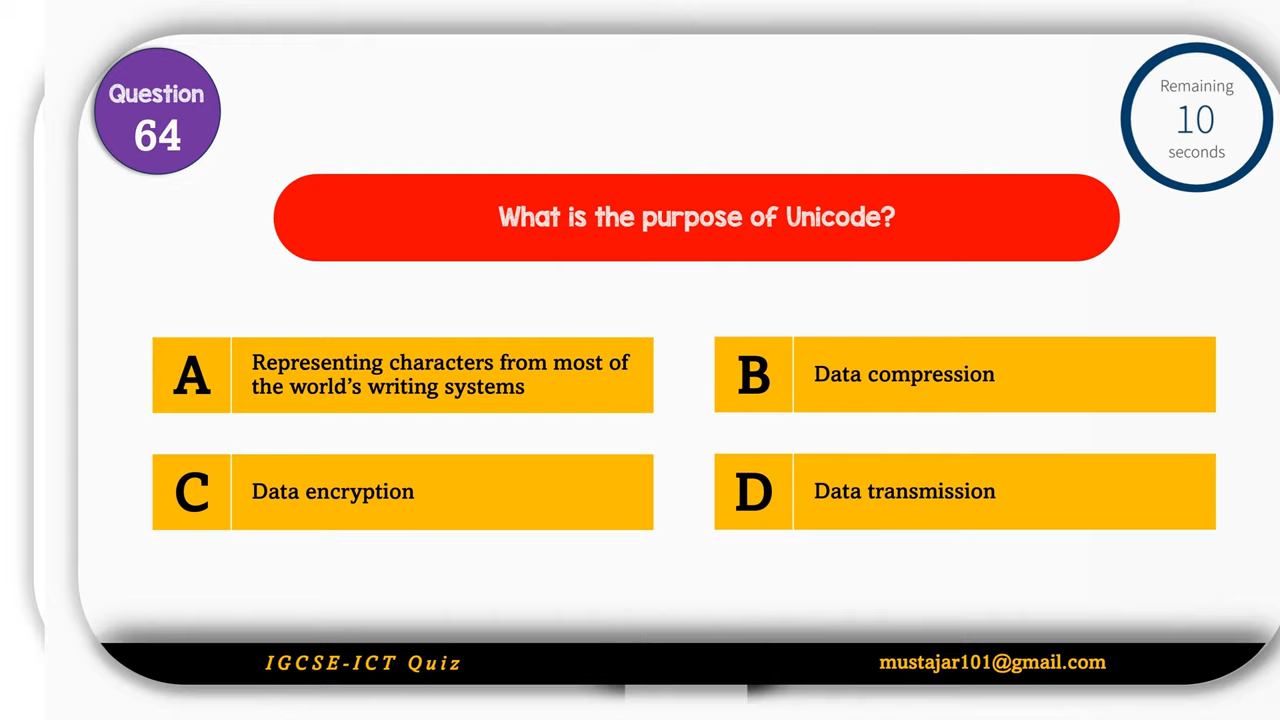 Question
64
Remaining
10
seconds
What is the purpose of Unicode?
A
Representing characters from most of
the world’s writing systems
B
Data compression
C
Data encryption
D
Data transmission
IGCSE-ICT Quiz
mustajar101@gmail.com